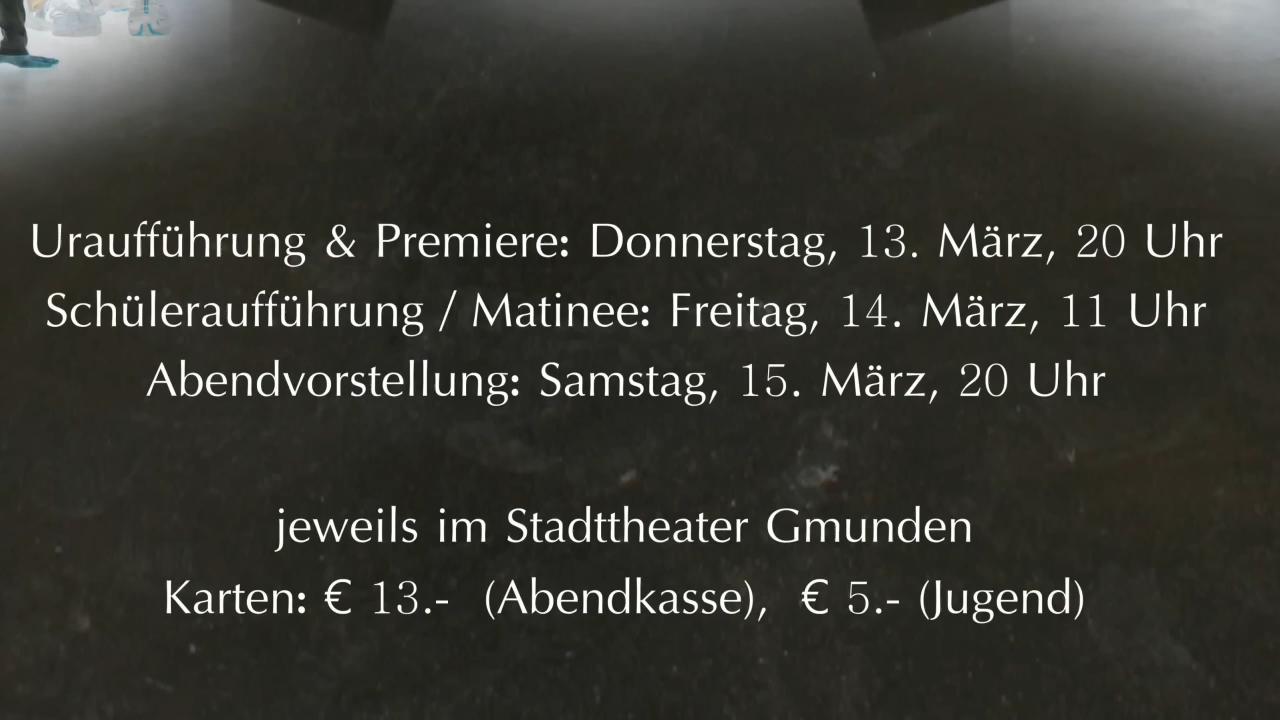 Uraufführung & Premiere: Donnerstag, 13. März, 20 Uhr
Schüleraufführung / Matinee: Freitag, 14. März, 11 Uhr
Abendvorstellung: Samstag, 15. März, 20 Uhr
jeweils im Stadttheater Gmunden
Karten: € 13.- (Abendkasse), € 5.- (Jugend)